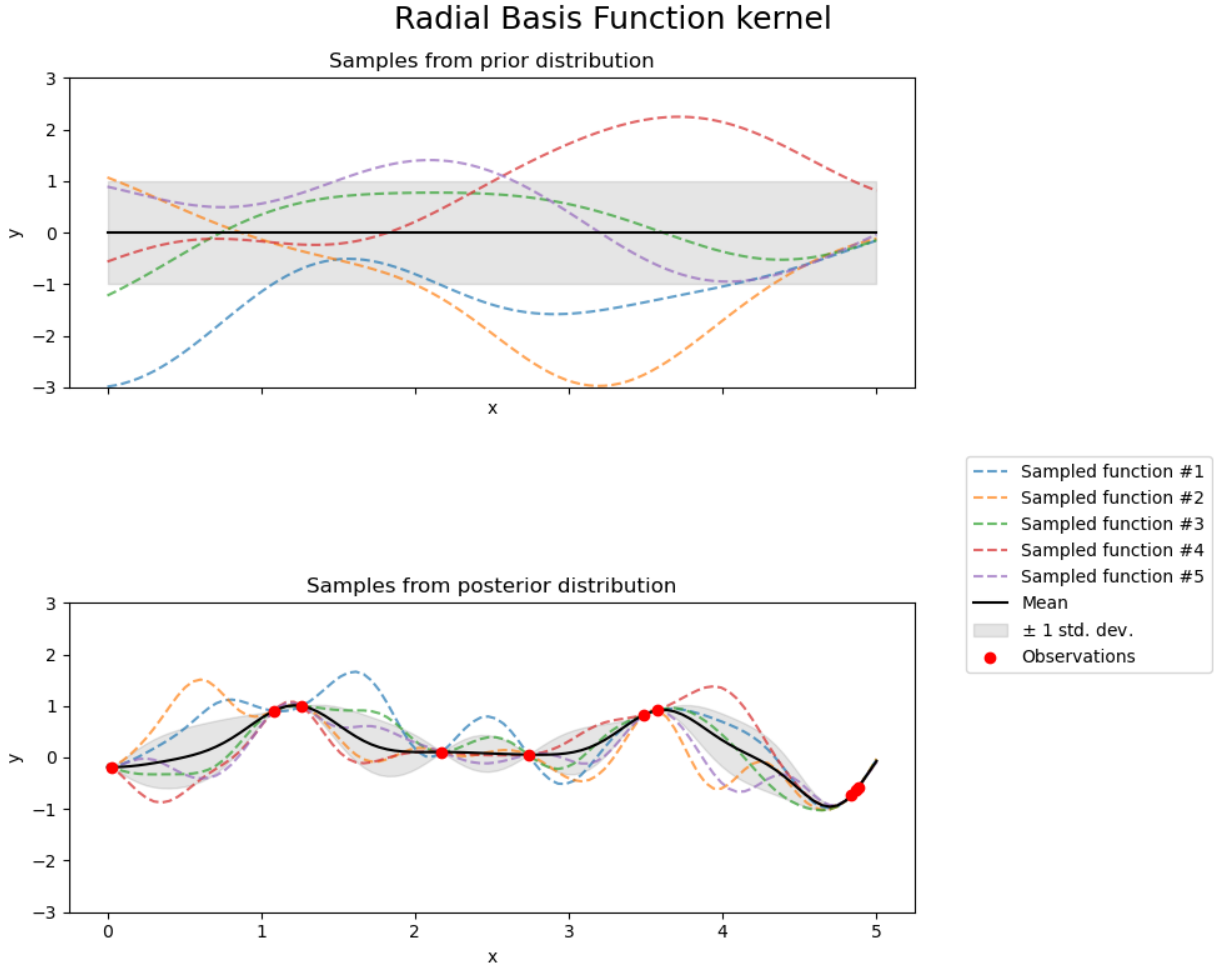 Radial Basis Function kernel
Samples from prior distribution
3
2
1
0
−1
−2
−3
y
x
Sampled function #1
Sampled function #2
Sampled function #3
Sampled function #4
Sampled function #5
Mean
± 1 std. dev.
Observations
Samples from posterior distribution
3
2
1
0
−1
−2
−3
y
0 1 2 3 4 5
x